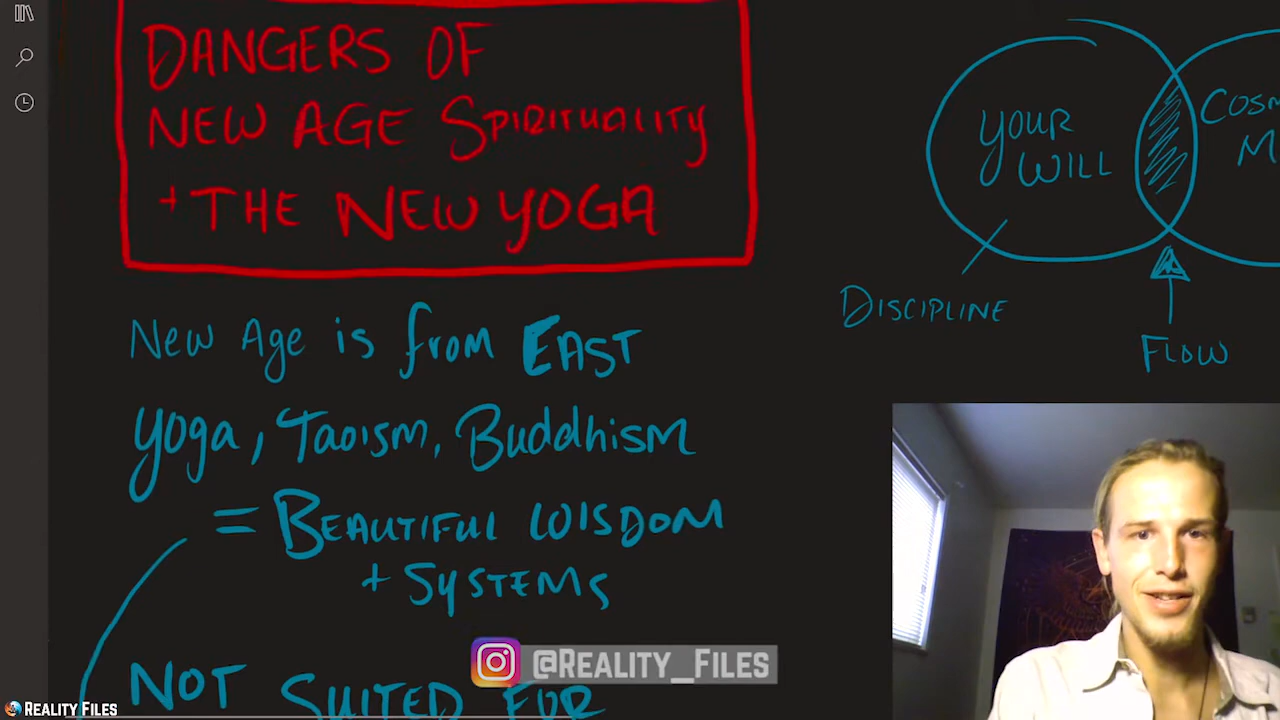 DANGERS OF
NEW AGE SPIRITUALITY
+ THE NEW YOGA
New Age is from EAST
Yoga, Taoism, Buddhism
= BEAUTIFUL WISDOM
+ SYSTEMS
NOT SUITED FOR
YOUR
WILL
DISCIPLINE
FLOW
@REALITY_FILES
REALITY FILES